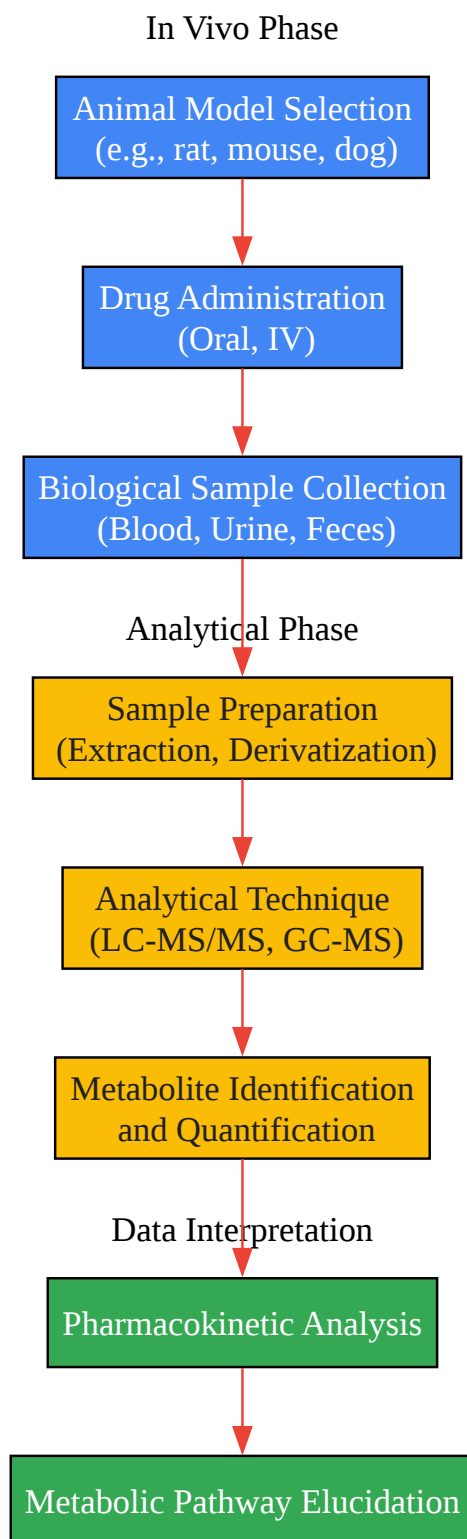 In Vivo Phase
Animal Model Selection
(e.g., rat, mouse, dog)
Drug Administration
(Oral, IV)
Biological Sample Collection
(Blood, Urine, Feces)
Analytical Phase
Sample Preparation
(Extraction, Derivatization)
Analytical Technique
(LC-MS/MS, GC-MS)
Metabolite Identification
and Quantification
Data Interpretation
Pharmacokinetic Analysis
Metabolic Pathway Elucidation